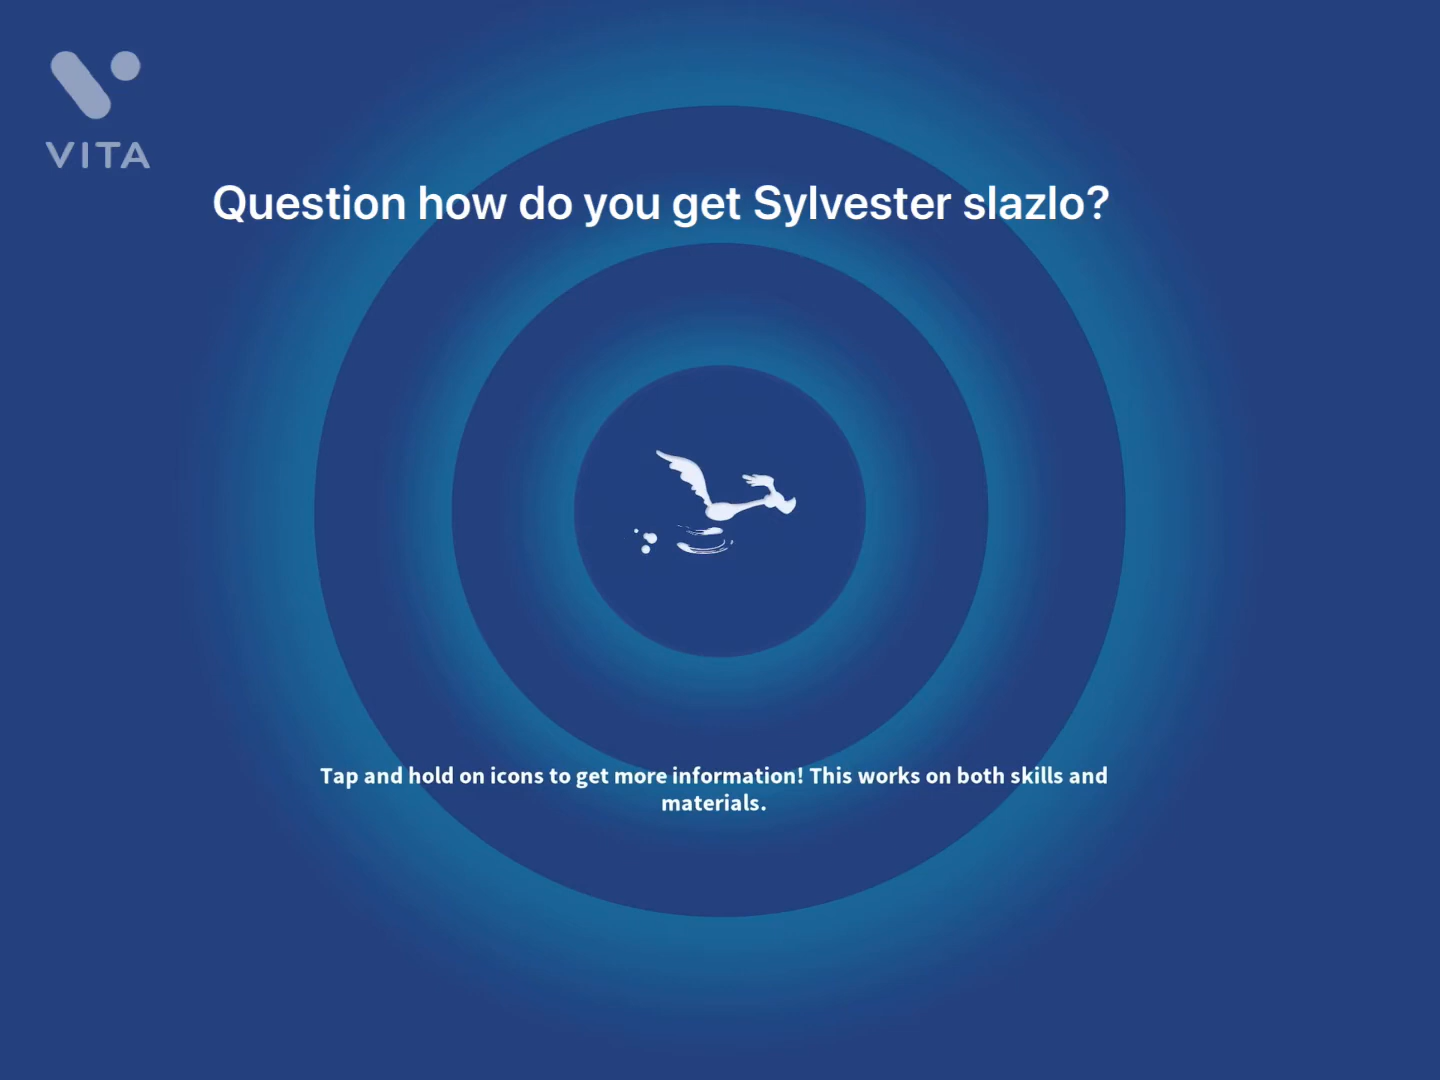 VITA
Question how do you get Sylvester slazlo?
Tap and hold on icons to get more information! This works on both skills and
materials.